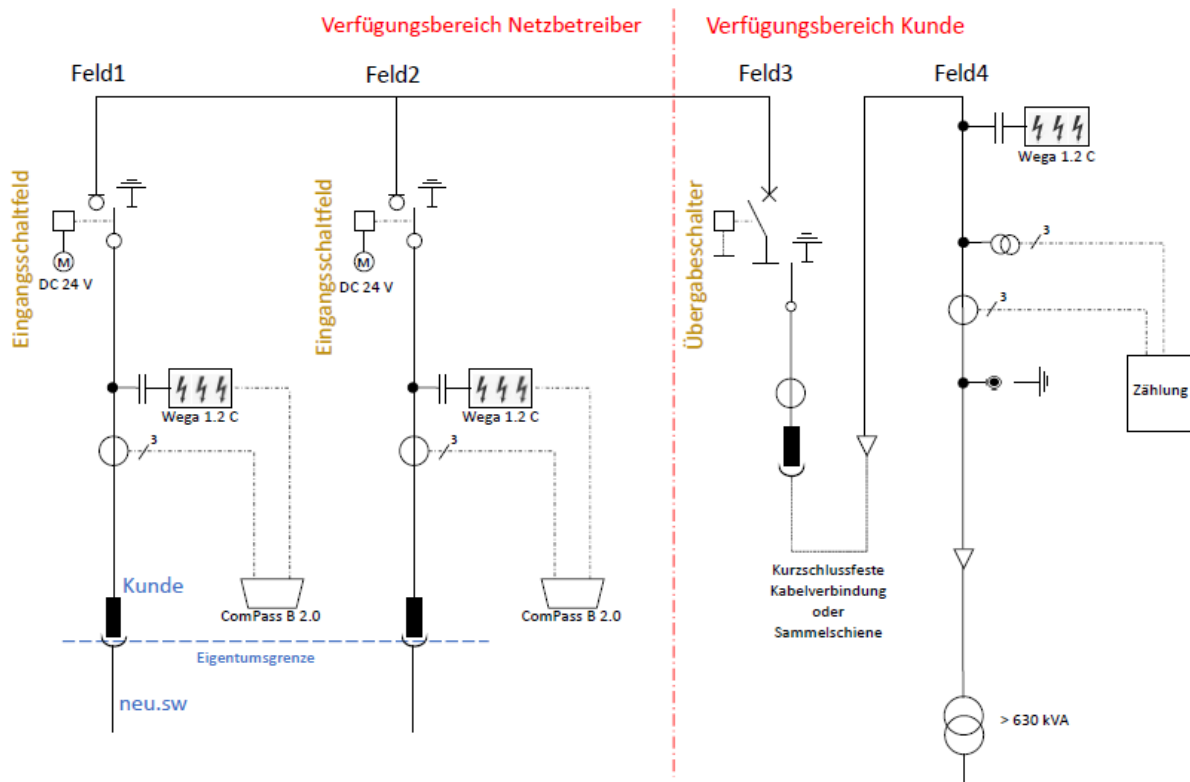 Verfügungsbereich Netzbetreiber
Verfügungsbereich Kunde
Feld1
Feld2
Feld3
Feld4
Wega 1.2 C
Eingangsschaltfeld
M
DC 24 V
Eingangsschaltfeld
M
DC 24 V
Übergabeschalter
3
3
Zählung
Wega 1.2 C
3
Wega 1.2 C
3
Kunde
ComPass B 2.0
ComPass B 2.0
Kurzschlussfeste
Kabelverbindung
oder
Sammelschiene
Eigentumsgrenze
neu.sw
> 630 kVA